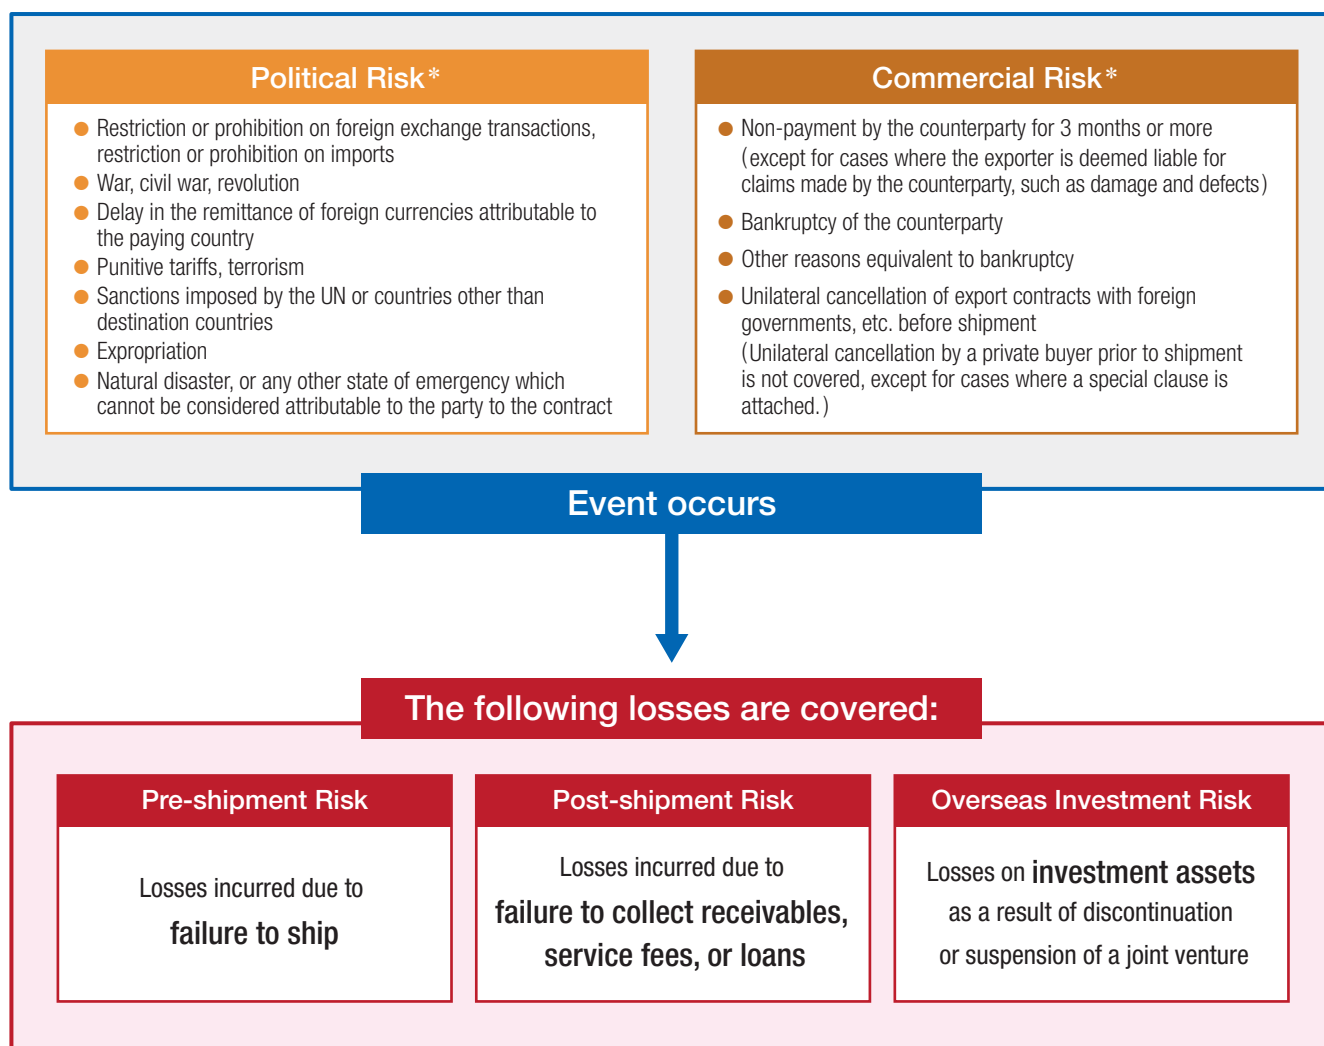 Political Risk*
● Restriction or prohibition on foreign exchange transactions,
restriction or prohibition on imports
● War, civil war, revolution
● Delay in the remittance of foreign currencies attributable to
the paying country
● Punitive tariffs, terrorism
● Sanctions imposed by the UN or countries other than
destination countries
● Expropriation
● Natural disaster, or any other state of emergency which
cannot be considered attributable to the party to the contract
Commercial Risk*
● Non-payment by the counterparty for 3 months or more
(except for cases where the exporter is deemed liable for
claims made by the counterparty, such as damage and defects)
● Bankruptcy of the counterparty
● Other reasons equivalent to bankruptcy
● Unilateral cancellation of export contracts with foreign
governments, etc. before shipment
(Unilateral cancellation by a private buyer prior to shipment
is not covered, except for cases where a special clause is
attached.)
Event occurs
The following losses are covered:
Pre-shipment Risk
Losses incurred due to
failure to ship
Post-shipment Risk
Losses incurred due to
failure to collect receivables,
service fees, or loans
Overseas Investment Risk
Losses on investment assets
as a result of discontinuation
or suspension of a joint venture